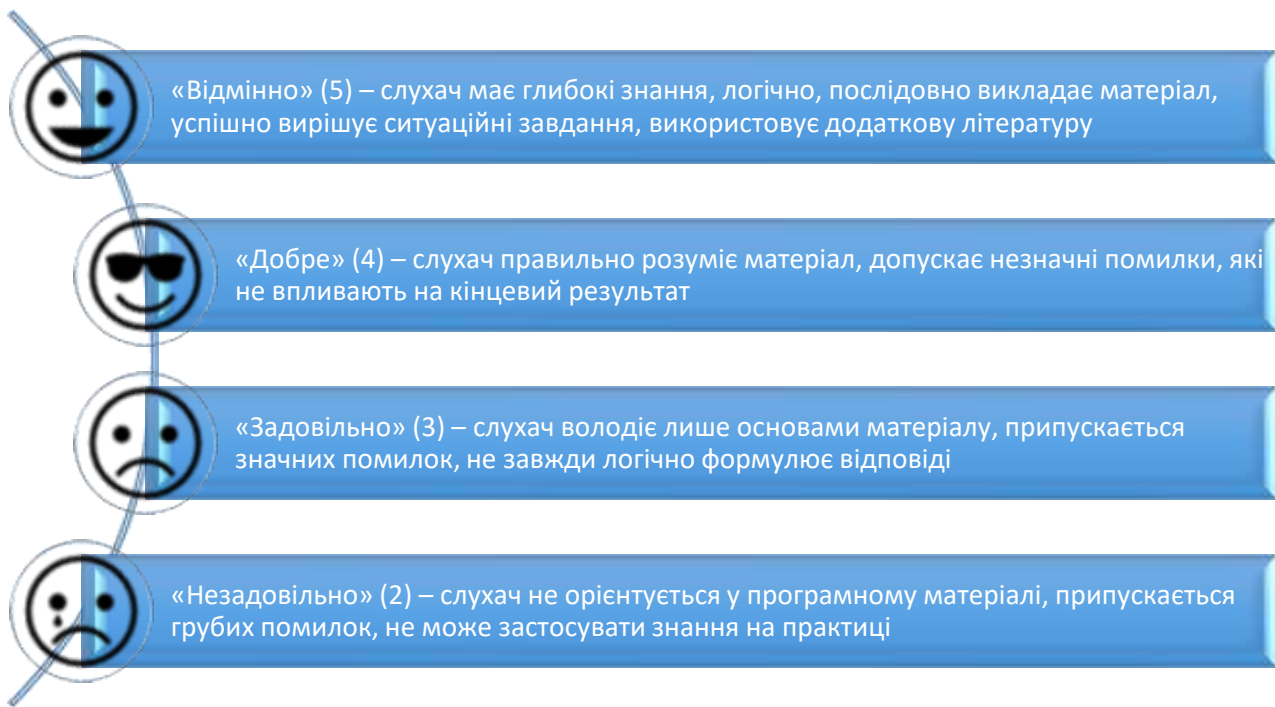 «Відмінно» (5) – слухач має глибокі знання, логічно, послідовно викладає матеріал,
успішно вирішує ситуаційні завдання, використовує додаткову літературу
«Добре» (4) – слухач правильно розуміє матеріал, допускає незначні помилки, які
не впливають на кінцевий результат
«Задовільно» (3) – слухач володіє лише основами матеріалу, припускається
значних помилок, не завжди логічно формулює відповіді
«Незадовільно» (2) – слухач не орієнтується у програмному матеріалі, припускається
грубих помилок, не може застосувати знання на практиці